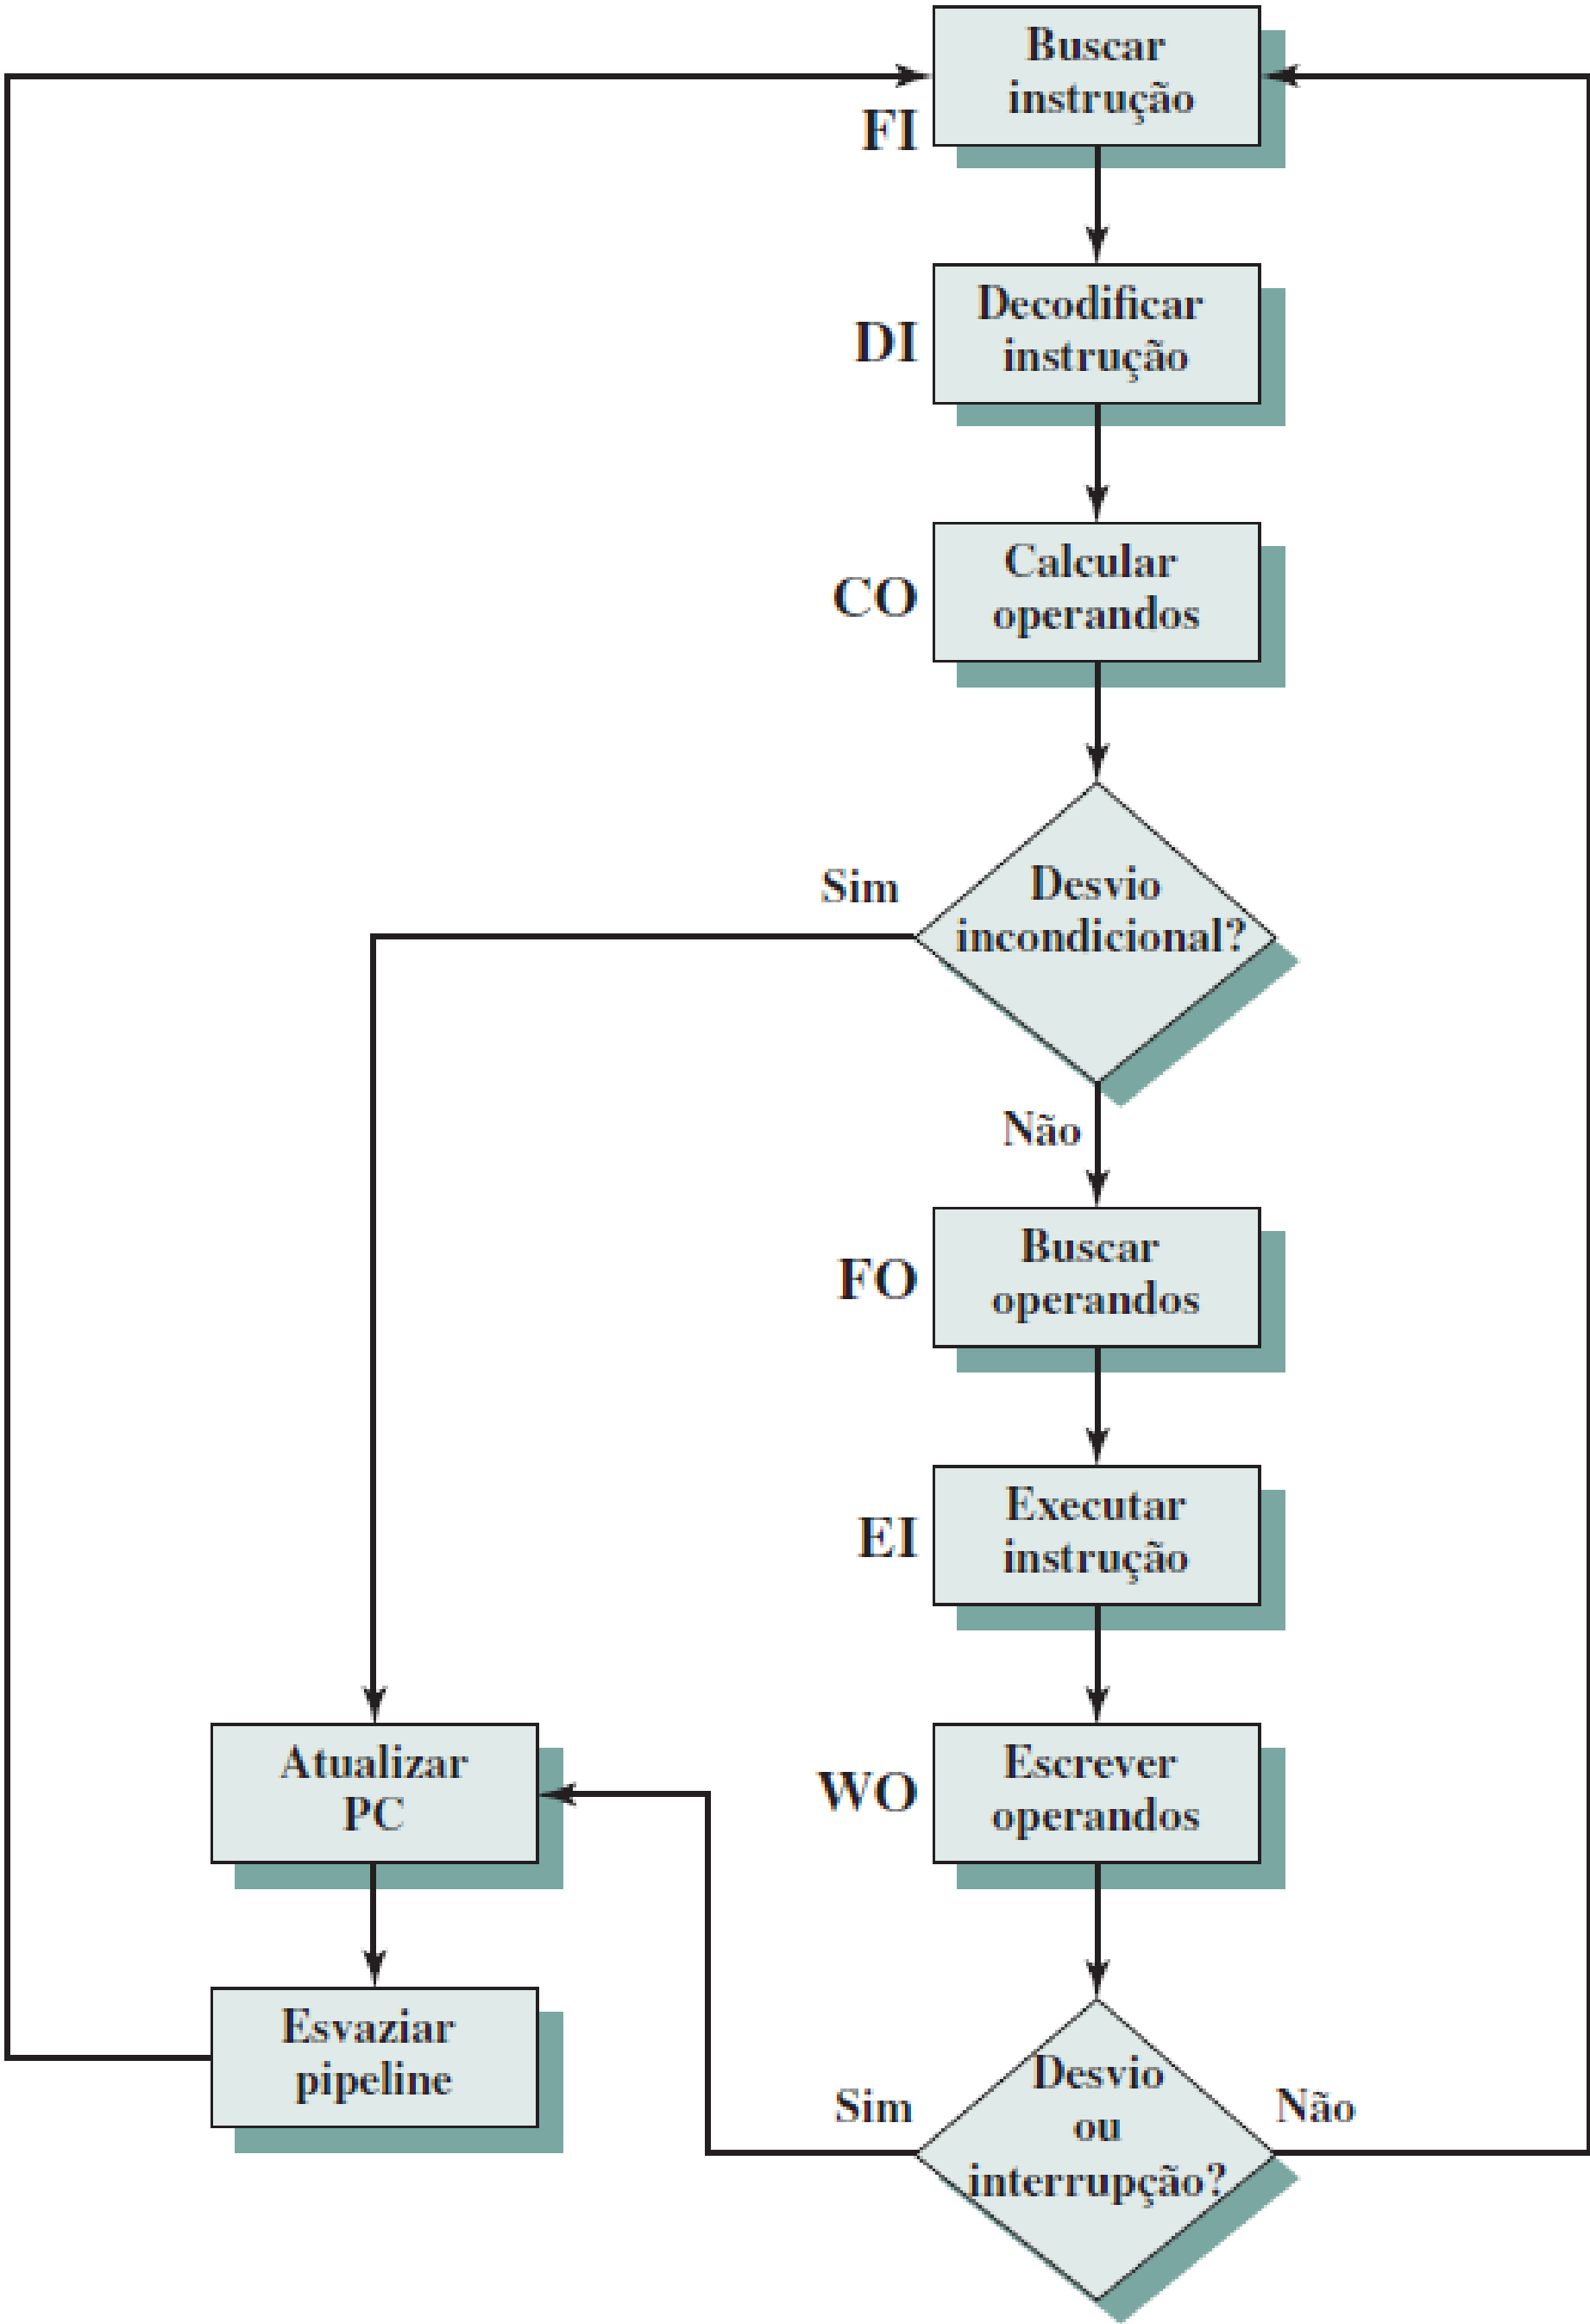 Buscar
instrução
FI
Decodificar
instrução
DI
Calcular
operandos
CO
Desvio
incondicional?
Sim
Não
Buscar
operandos
FO
Executar
instrução
EI
Escrever
operandos
WO
Atualizar
PC
Esvaziar
pipeline
Desvio
ou
interrupção?
Sim
Não